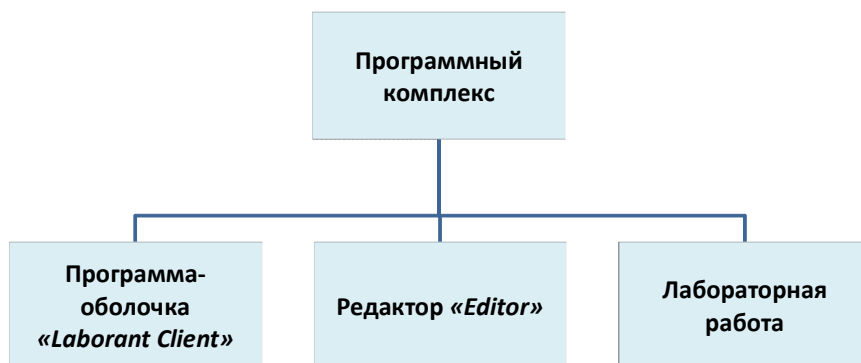 Программный
комплекс
Программа-
оболочка
«Laborant Client»
Редактор «Editor»
Лабораторная
работа